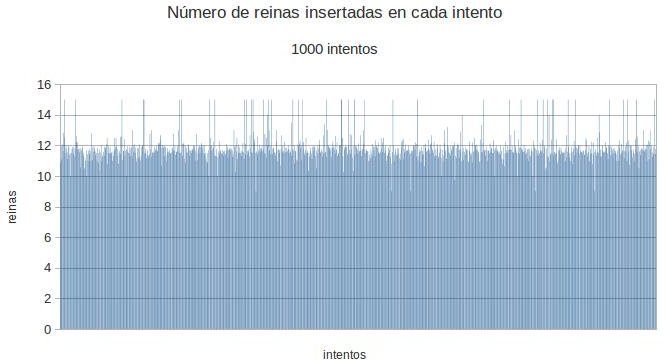 Número de reinas insertadas en cada intento
1000 intentos
16
14
12
10
8
6
4
2
0
reinas
intentos